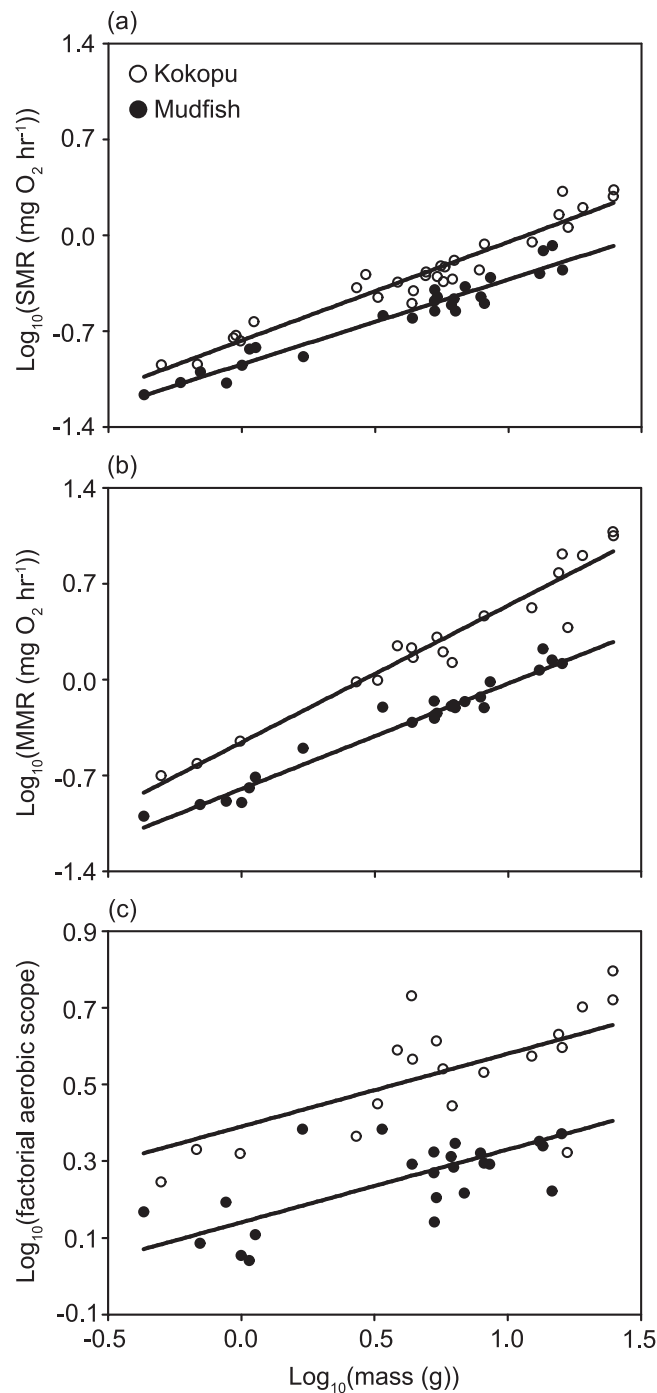 (a)
1.4
0.7
0.0
-0.7
-1.4
Log₁₀(SMR (mg O₂ hr⁻¹))
Kokopu
Mudfish
(b)
1.4
0.7
0.0
-0.7
-1.4
Log₁₀(MMR (mg O₂ hr⁻¹))
(c)
0.9
0.7
0.5
0.3
0.1
-0.1
Log₁₀(factorial aerobic scope)
-0.5 0.0 0.5 1.0 1.5
Log₁₀(mass (g))